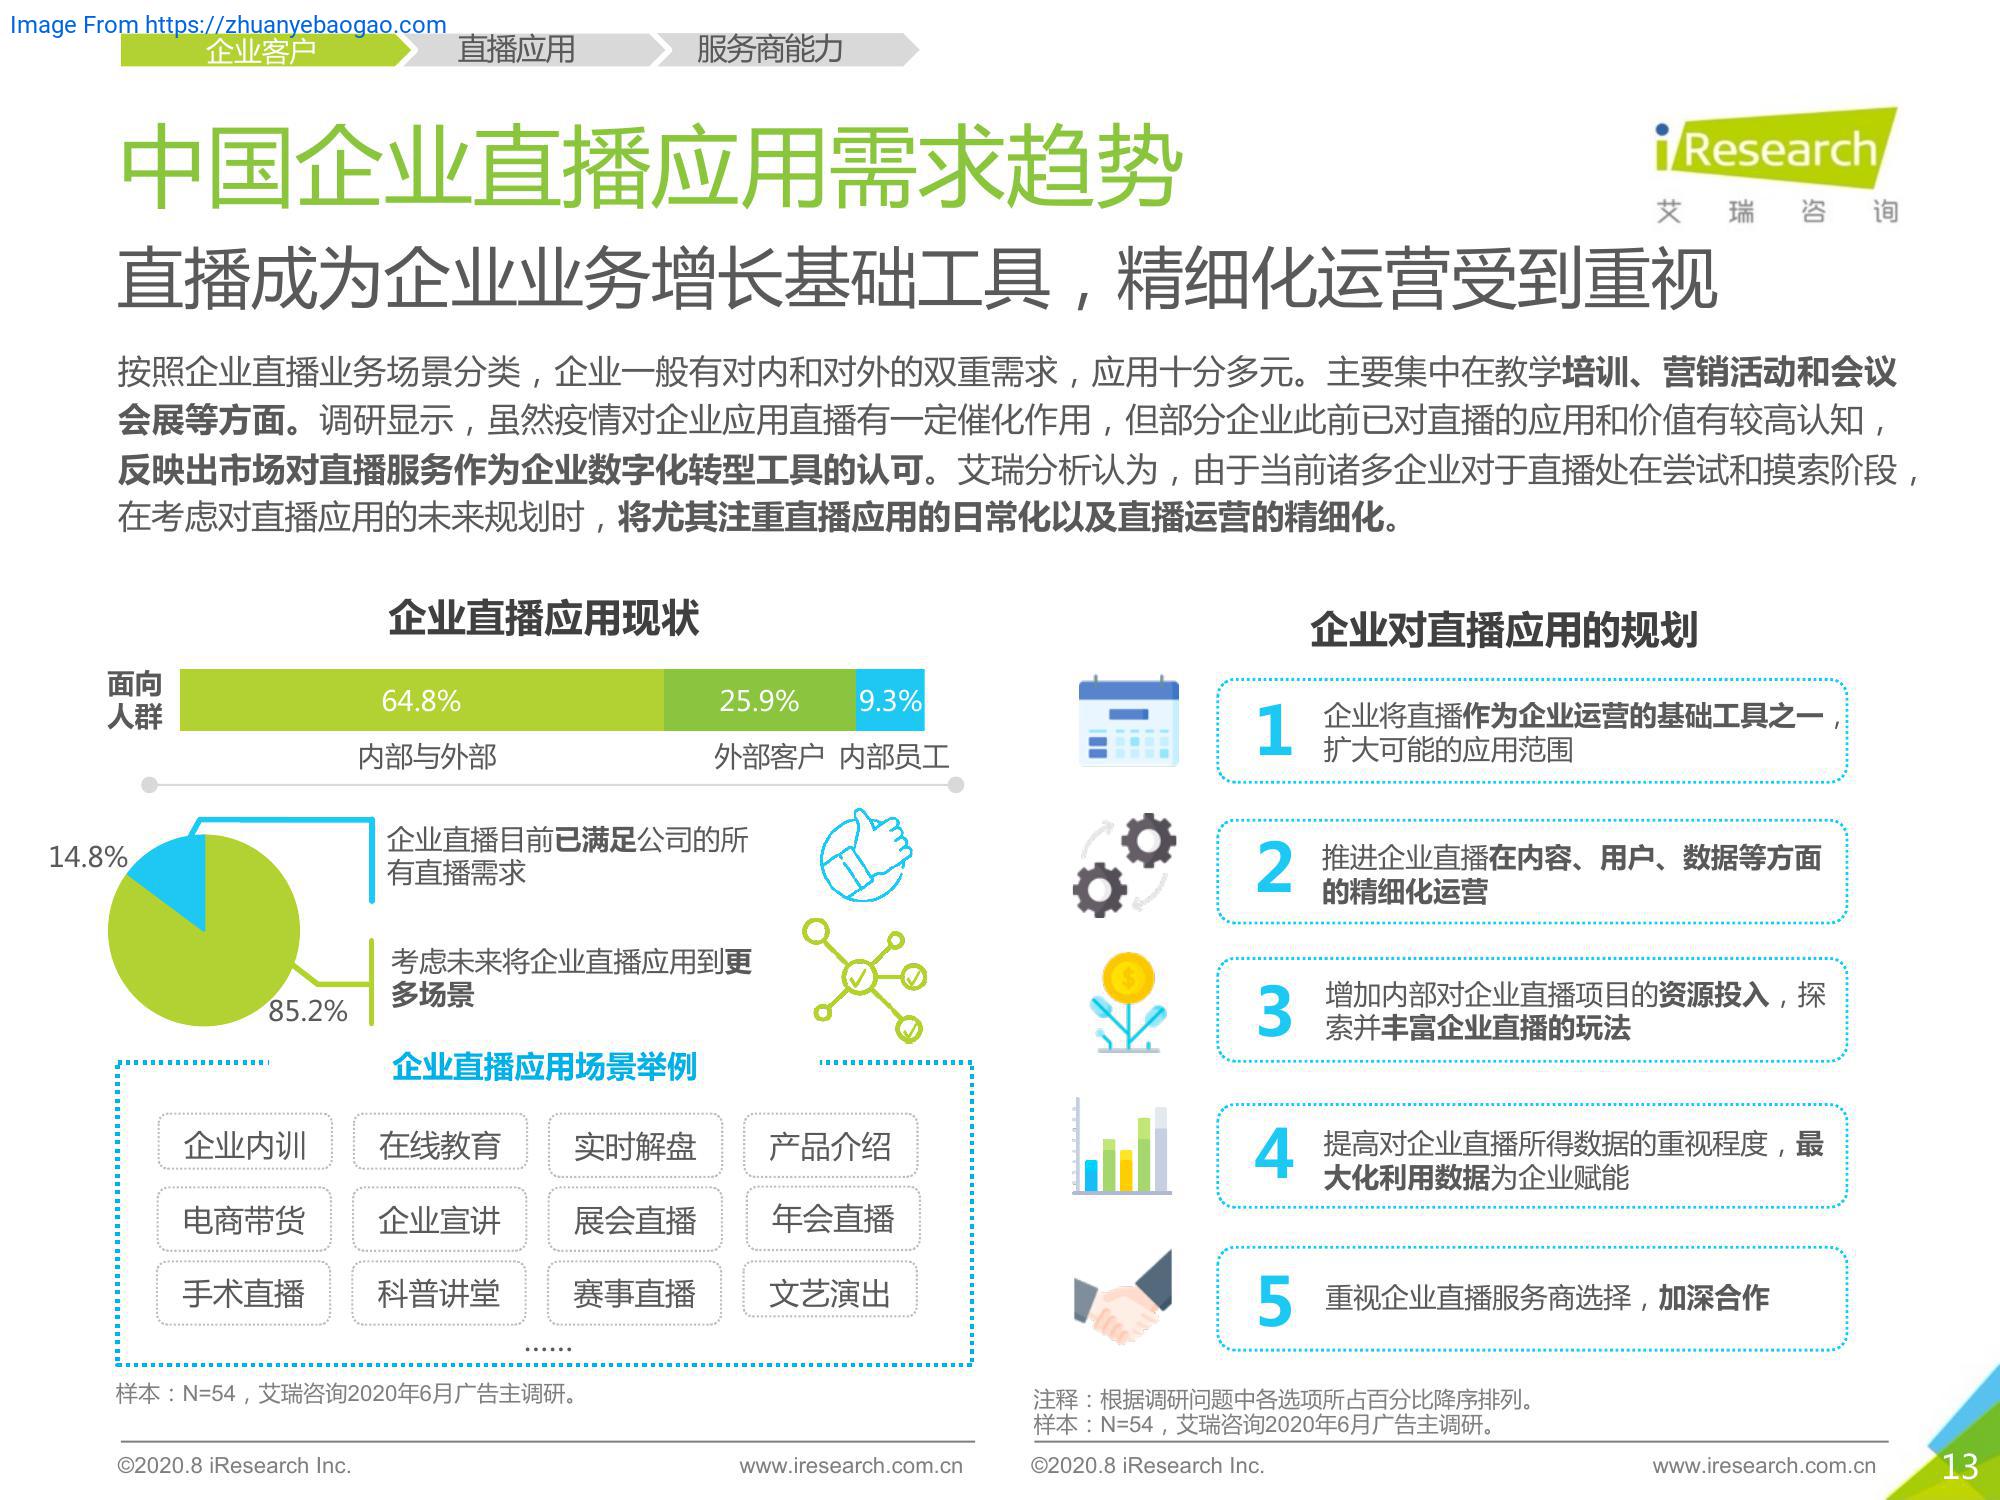 Image From https://zhuanyebaogao.com
企业客户
直播应用
服务商能力
中国企业直播应用需求趋势
iResearch
艾瑞咨询
直播成为企业业务增长基础工具，精细化运营受到重视
按照企业直播业务场景分类，企业一般有对内和对外的双重需求，应用十分多元。主要集中在教学培训、营销活动和会议
会展等方面。调研显示，虽然疫情对企业应用直播有一定催化作用，但部分企业此前已对直播的应用和价值有较高认知，
反映出市场对直播服务作为企业数字化转型工具的认可。艾瑞分析认为，由于当前诸多企业对于直播处在尝试和摸索阶段，
在考虑对直播应用的未来规划时，将尤其注重直播应用的日常化以及直播运营的精细化。
企业直播应用现状
面向
人群
64.8%
25.9%
9.3%
内部与外部
外部客户
内部员工
14.8%
企业直播目前已满足公司的所
有直播需求
考虑未来将企业直播应用到更
多场景
85.2%
企业直播应用场景举例
企业内训
在线教育
实时解盘
产品介绍
电商带货
企业宣讲
展会直播
年会直播
手术直播
科普讲堂
赛事直播
文艺演出
......
样本：N=54，艾瑞咨询2020年6月广告主调研。
©2020.8 iResearch Inc.
www.iresearch.com.cn
企业对直播应用的规划
1
企业将直播作为企业运营的基础工具之一，
扩大可能的应用范围
2
推进企业直播在内容、用户、数据等方面
的精细化运营
3
增加内部对企业直播项目的资源投入，探
索并丰富企业直播的玩法
4
提高对企业直播所得数据的重视程度，最
大化利用数据为企业赋能
5
重视企业直播服务商选择，加深合作
注释：根据调研问题中各选项所占百分比降序排列。
样本：N=54，艾瑞咨询2020年6月广告主调研。
©2020.8 iResearch Inc.
www.iresearch.com.cn
13